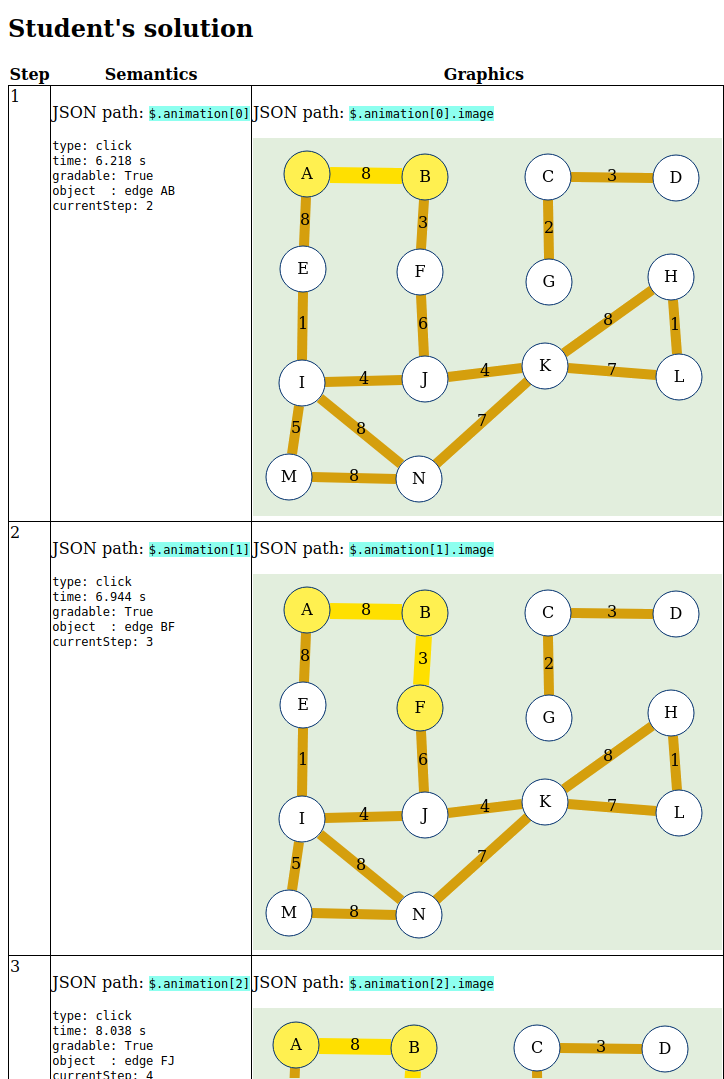 Student's solution
Step Semantics Graphics
1
JSON path: $.animation[0]
type: click
time: 6.218 s
gradable: True
object  : edge AB
currentStep: 2
JSON path: $.animation[0].image
A 8 B C 3 D
8 3 2
E F G H
1 6 8 1
I 4 J 4 K 7 L
5 8 7
M 8 N
2
JSON path: $.animation[1]
type: click
time: 6.944 s
gradable: True
object  : edge BF
currentStep: 3
JSON path: $.animation[1].image
A 8 B C 3 D
8 3 2
E F G H
1 6 8 1
I 4 J 4 K 7 L
5 8 7
M 8 N
3
JSON path: $.animation[2]
type: click
time: 8.038 s
gradable: True
object  : edge FJ
currentStep: 4
JSON path: $.animation[2].image
A 8 B C 3 D